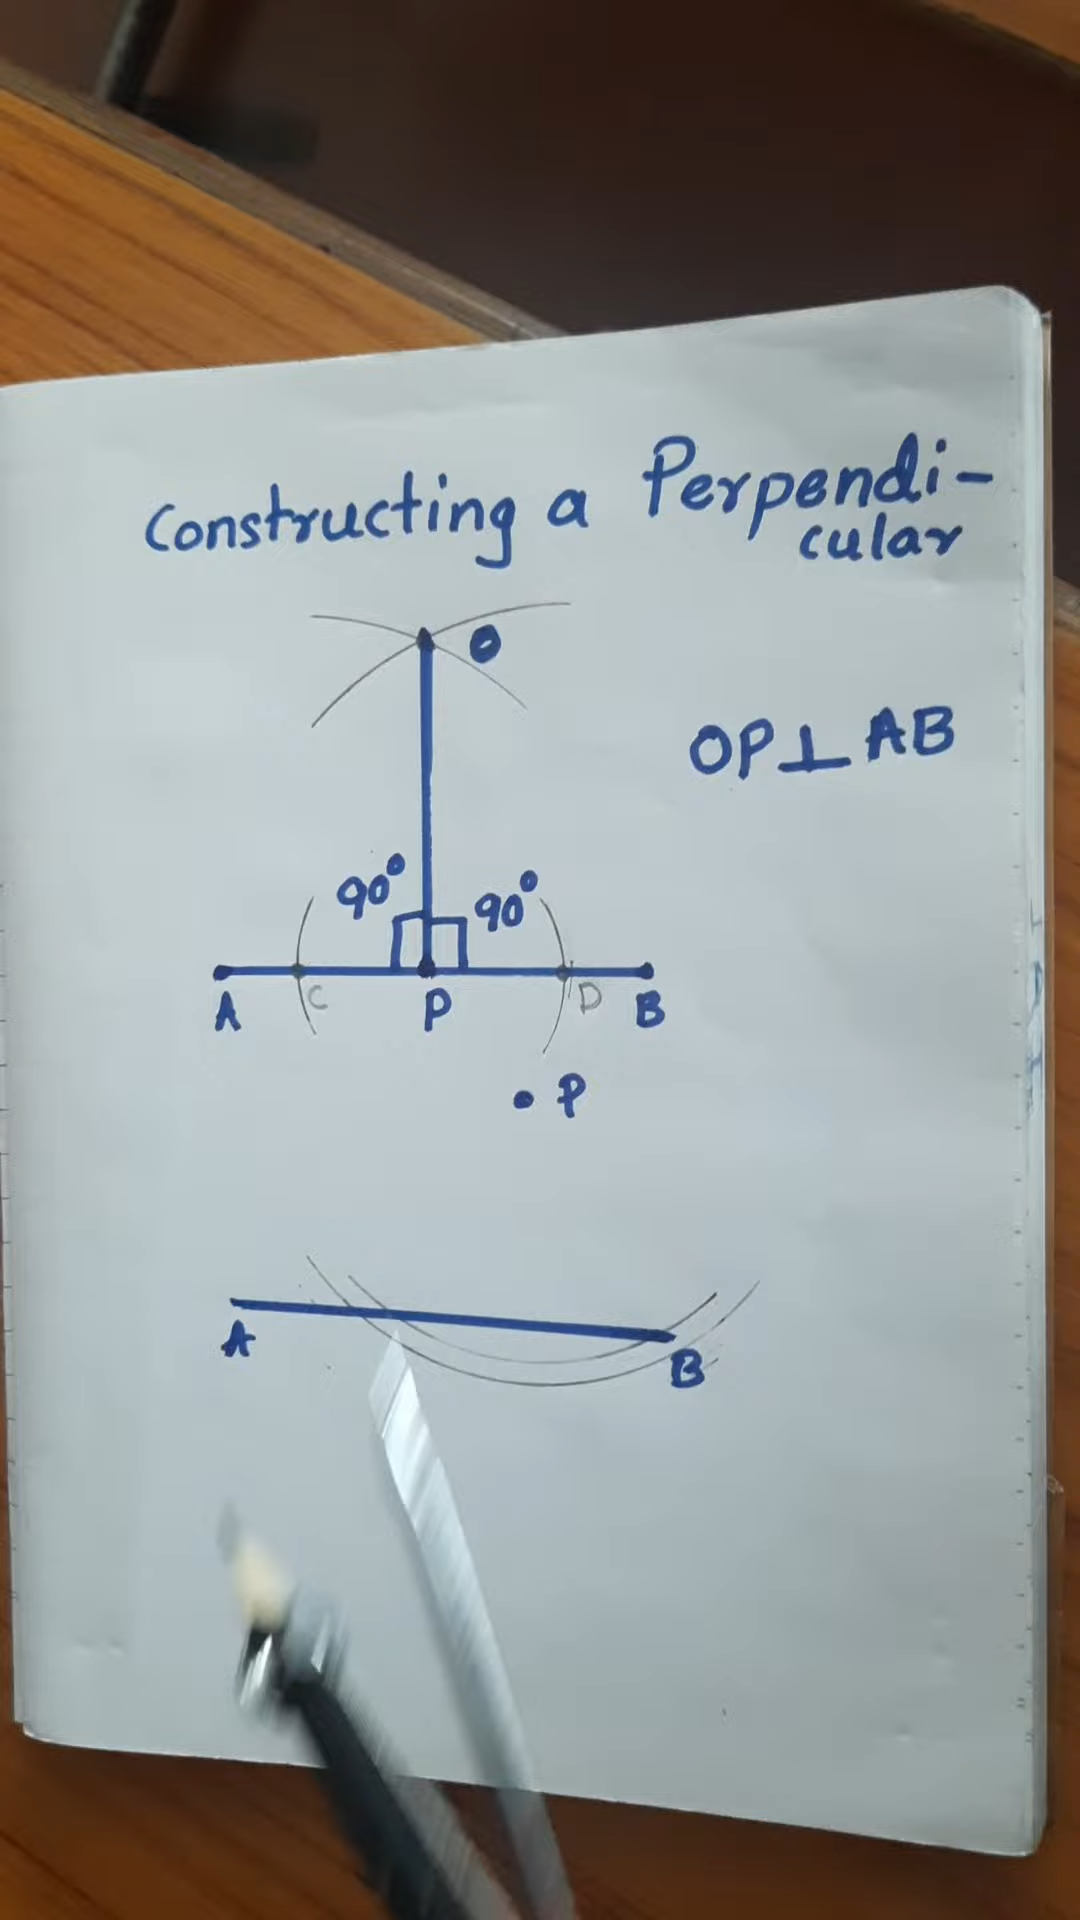 Constructing a Perpendi-
cular
O
OP⊥AB
90° 90°
A C P D B
P
A
B